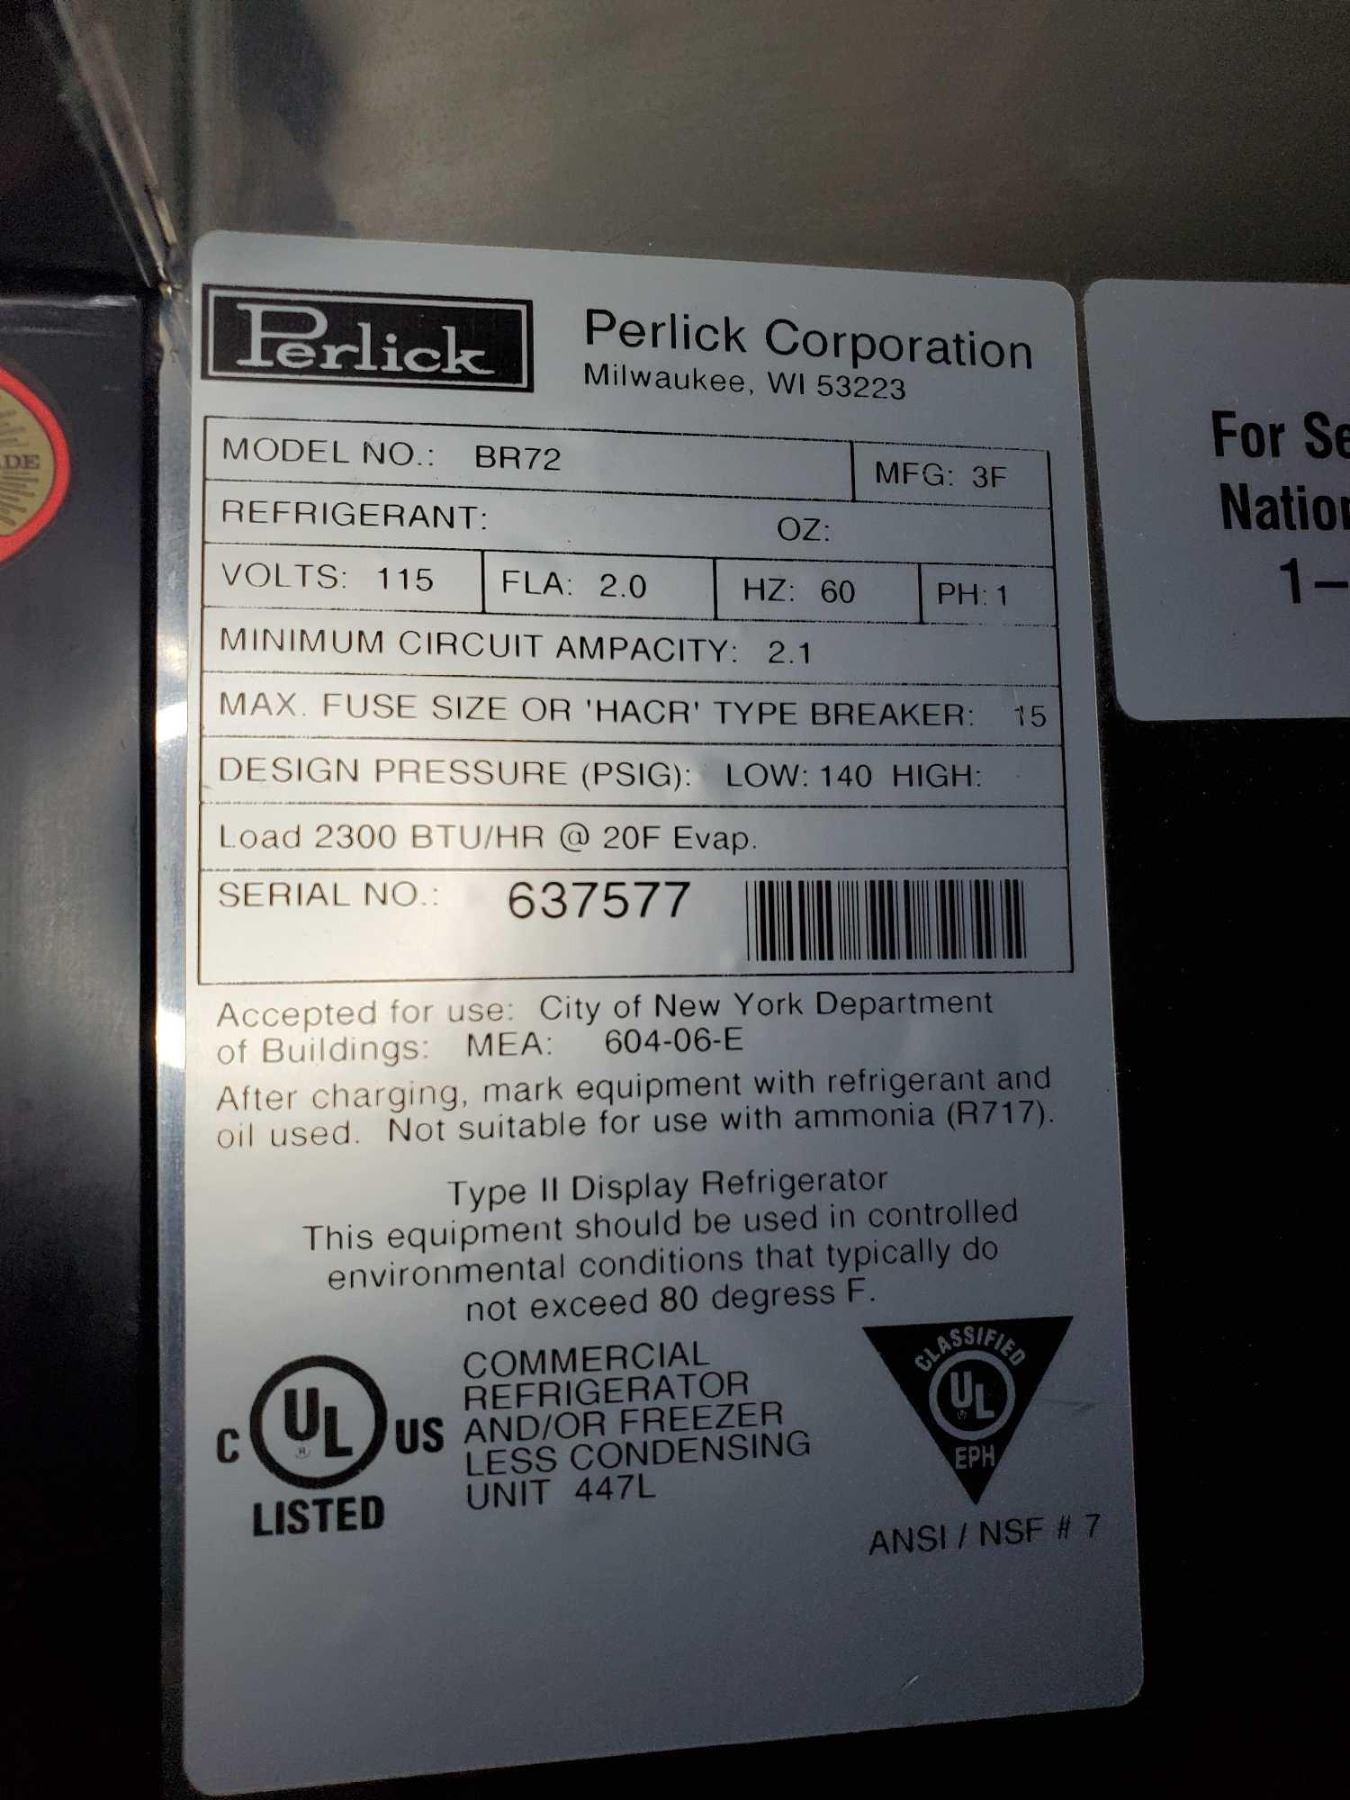 Perlick
Perlick Corporation
Milwaukee, WI 53223
MODEL NO.: BR72 MFG: 3F
REFRIGERANT: OZ:
VOLTS: 115 FLA: 2.0 HZ: 60 PH: 1
MINIMUM CIRCUIT AMPACITY: 2.1
MAX. FUSE SIZE OR 'HACR' TYPE BREAKER: 15
DESIGN PRESSURE (PSIG): LOW: 140 HIGH:
Load 2300 BTU/HR @ 20F Evap.
SERIAL NO.: 637577
Accepted for use: City of New York Department
of Buildings: MEA: 604-06-E
After charging, mark equipment with refrigerant and
oil used. Not suitable for use with ammonia (R717).
Type II Display Refrigerator
This equipment should be used in controlled
environmental conditions that typically do
not exceed 80 degress F.
C UL US
LISTED
COMMERCIAL
REFRIGERATOR
AND/OR FREEZER
LESS CONDENSING
UNIT 447L
CLASSIFIED
UL
EPH
ANSI / NSF # 7
For Se
Nation
1-
DE